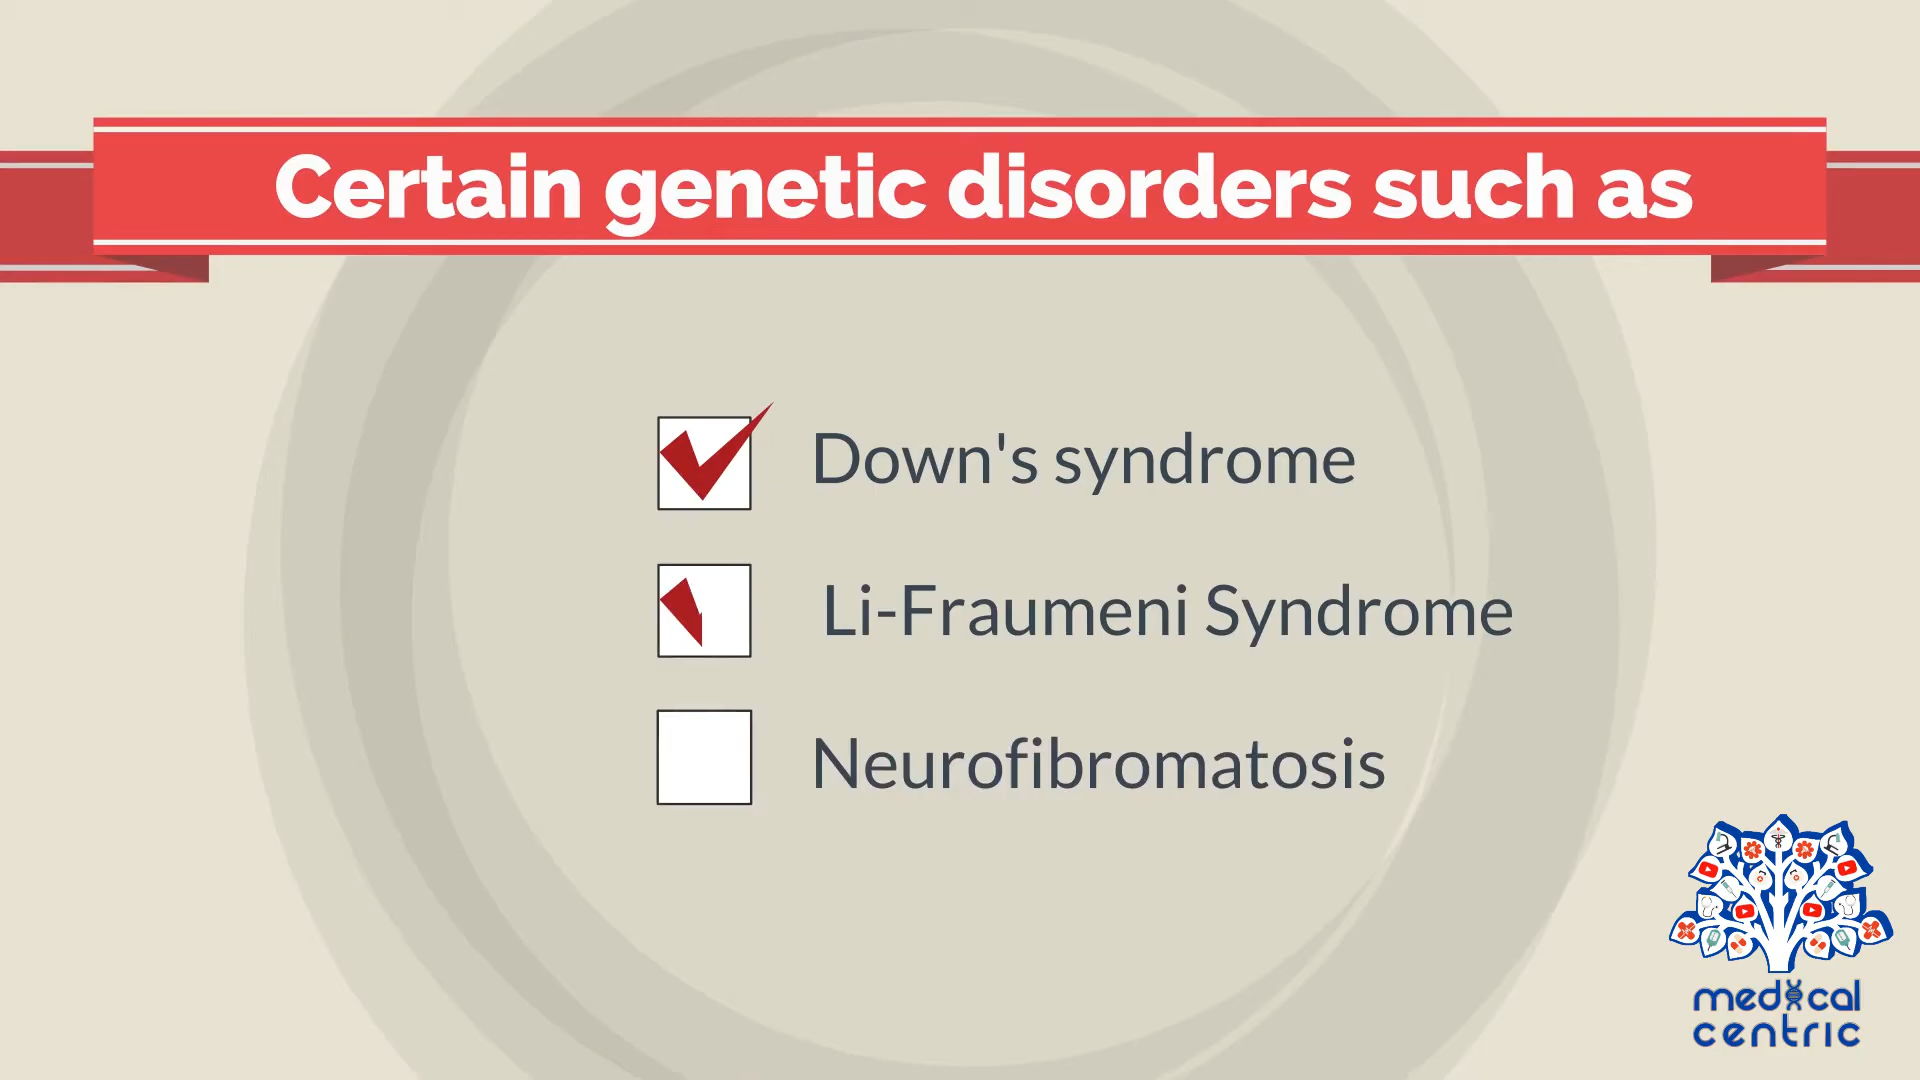 Certain genetic disorders such as
Down's syndrome
Li-Fraumeni Syndrome
Neurofibromatosis
medical
centric